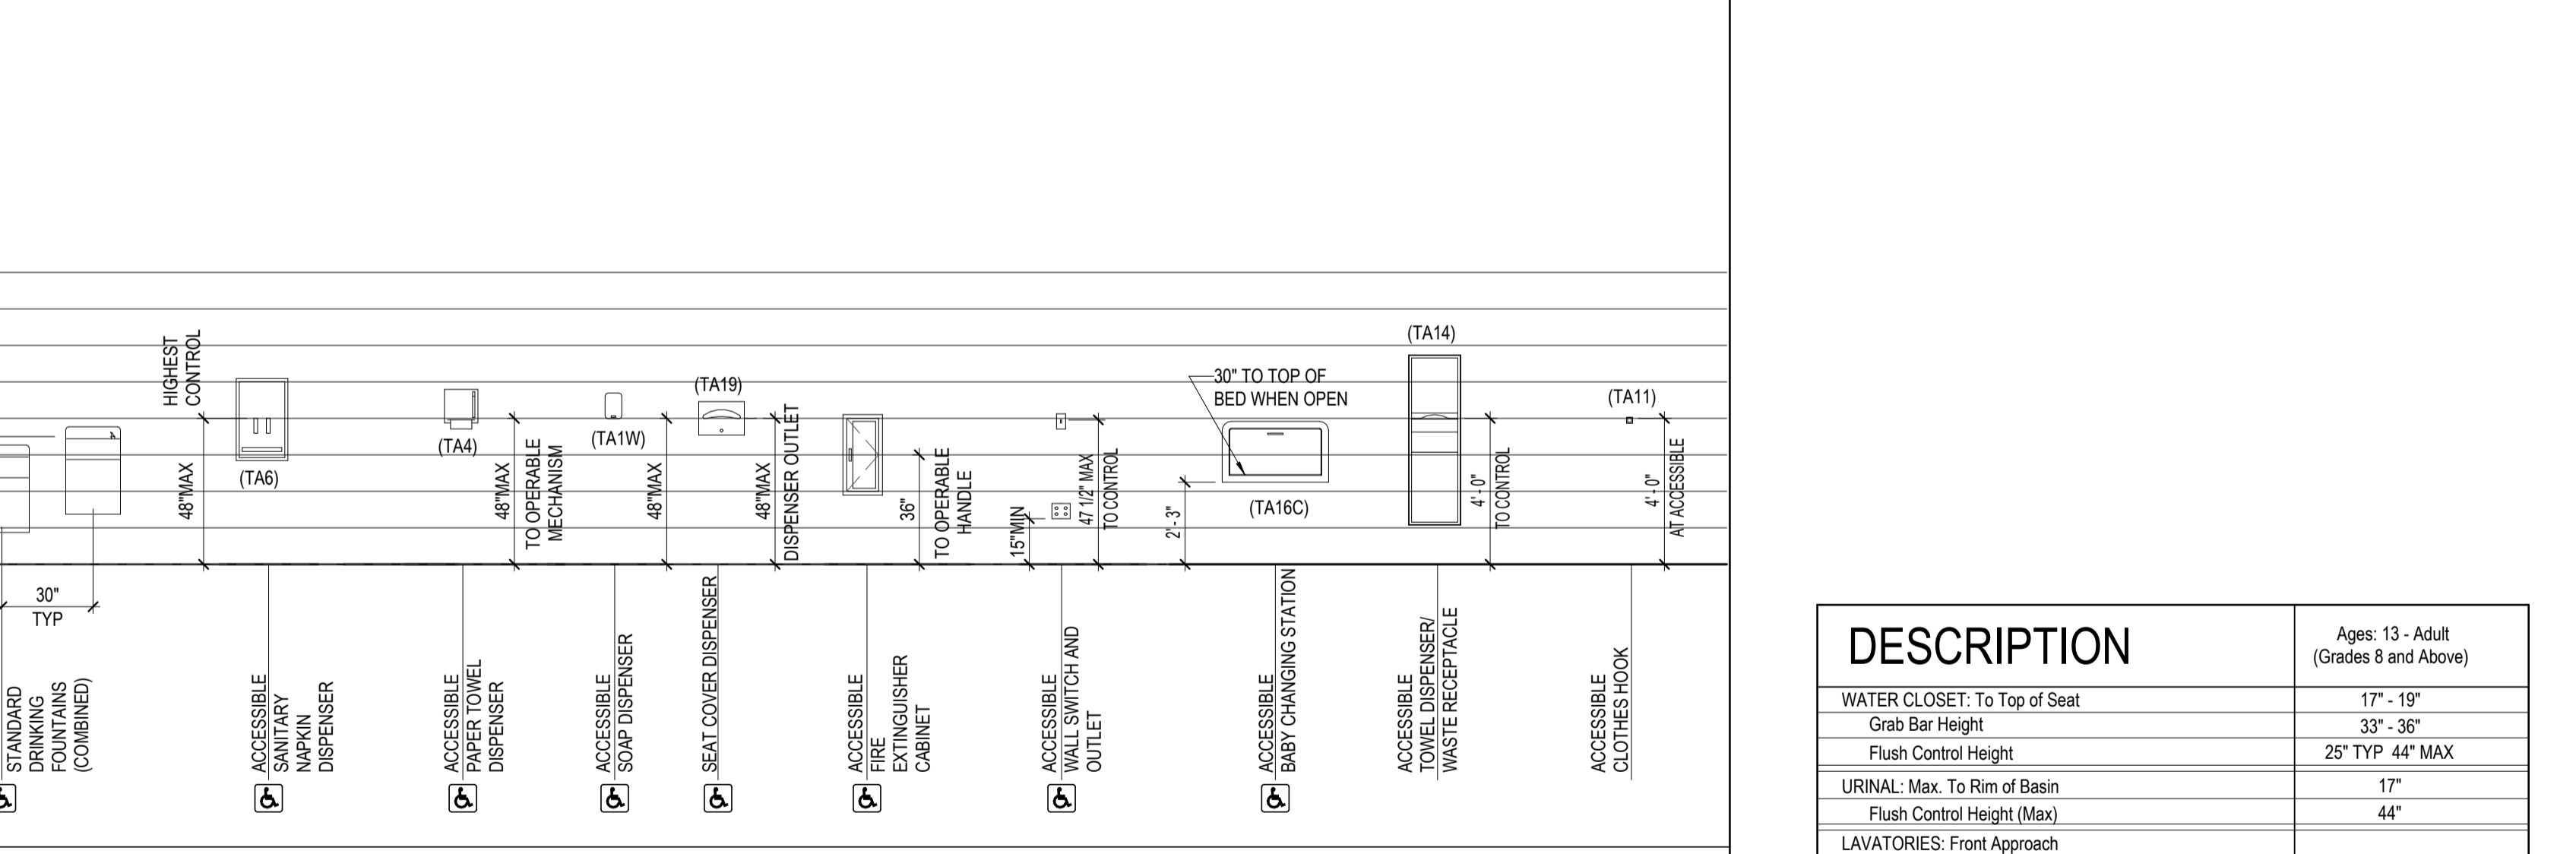 HIGHEST
CONTROL
48"MAX
(TA6)
(TA4)
48"MAX
TO OPERABLE
MECHANISM
(TA1W)
48"MAX
(TA19)
48"MAX
DISPENSER OUTLET
36"
TO OPERABLE
HANDLE
15"MIN
47 1/2" MAX
TO CONTROL
30" TO TOP OF
BED WHEN OPEN
2' - 3"
(TA16C)
(TA14)
4' - 0"
TO CONTROL
(TA11)
4' - 0"
AT ACCESSIBLE
30"
TYP
STANDARD
DRINKING
FOUNTAINS
(COMBINED)
ACCESSIBLE
SANITARY
NAPKIN
DISPENSER
ACCESSIBLE
PAPER TOWEL
DISPENSER
ACCESSIBLE
SOAP DISPENSER
SEAT COVER DISPENSER
ACCESSIBLE
FIRE
EXTINGUISHER
CABINET
ACCESSIBLE
WALL SWITCH AND
OUTLET
ACCESSIBLE
BABY CHANGING STATION
ACCESSIBLE
TOWEL DISPENSER/
WASTE RECEPTACLE
ACCESSIBLE
CLOTHES HOOK
DESCRIPTION
Ages: 13 - Adult
(Grades 8 and Above)
WATER CLOSET: To Top of Seat 17" - 19"
Grab Bar Height 33" - 36"
Flush Control Height 25" TYP 44" MAX
URINAL: Max. To Rim of Basin 17"
Flush Control Height (Max) 44"
LAVATORIES: Front Approach